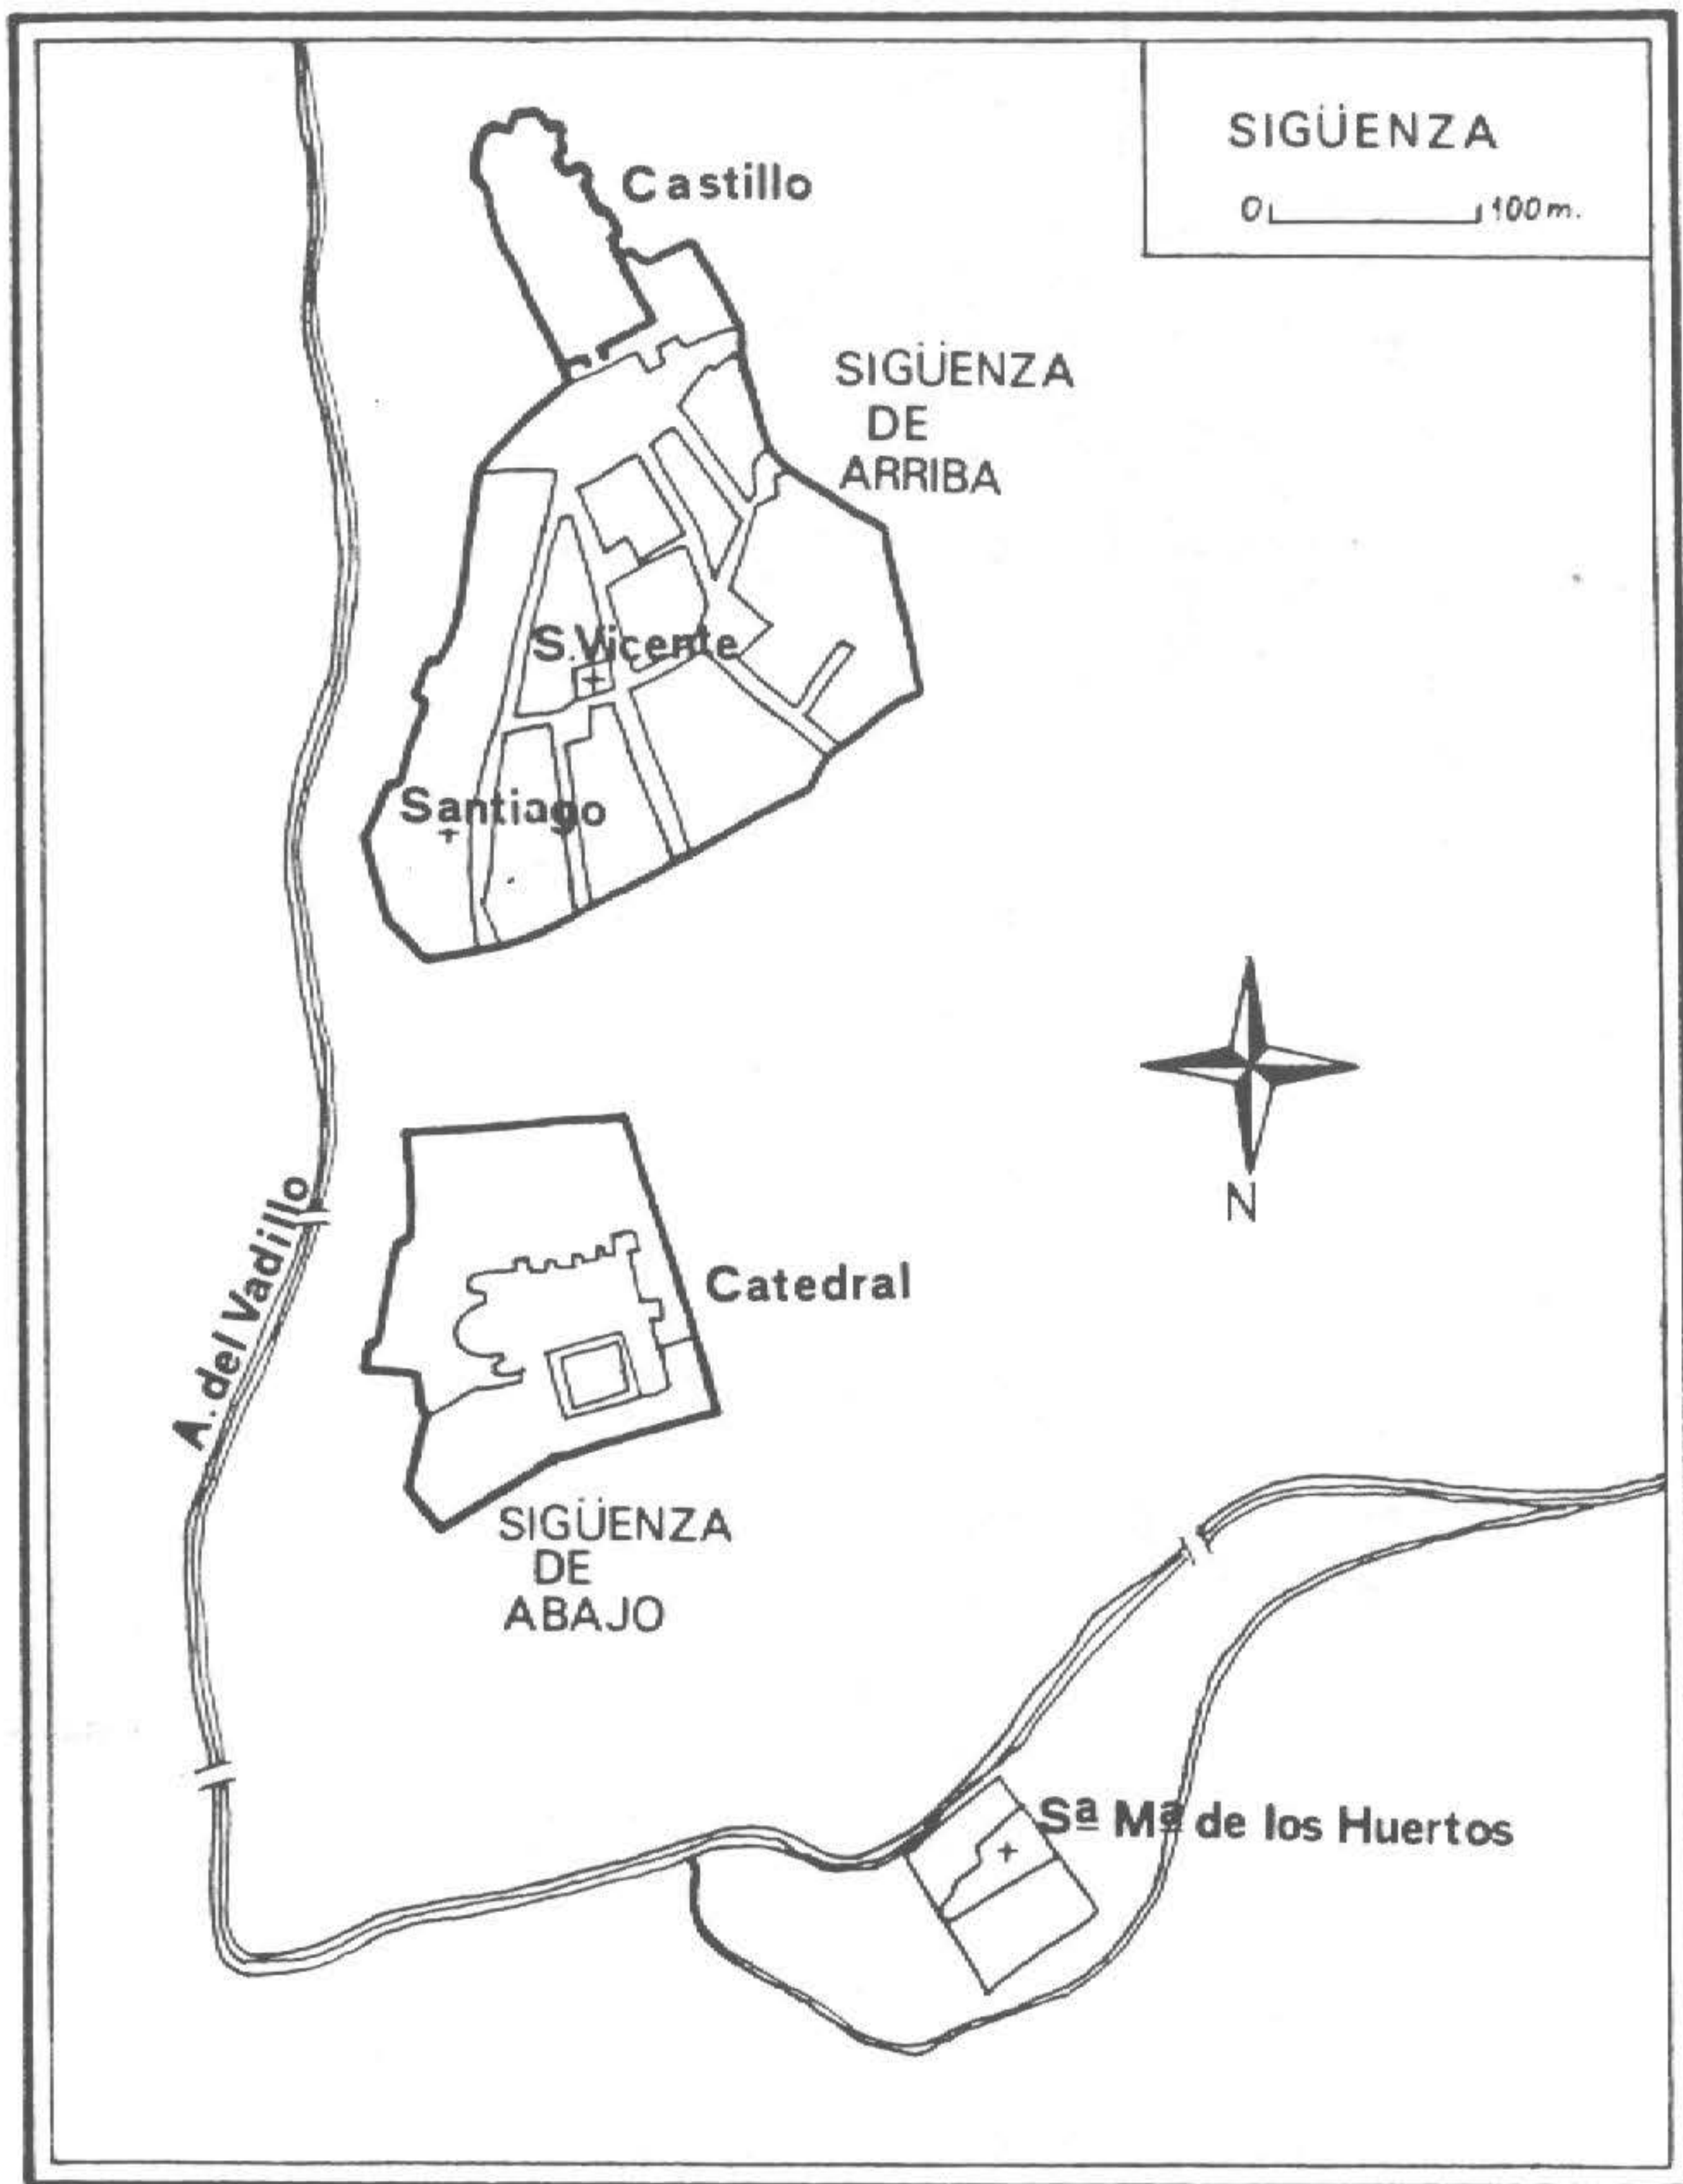 SIGÜENZA
0 100 m.
Castillo
SIGÜENZA
DE
ARRIBA
S. Vicente
Santiago
N
A. del Vadillo
Catedral
SIGÜENZA
DE
ABAJO
Sª Mª de los Huertos